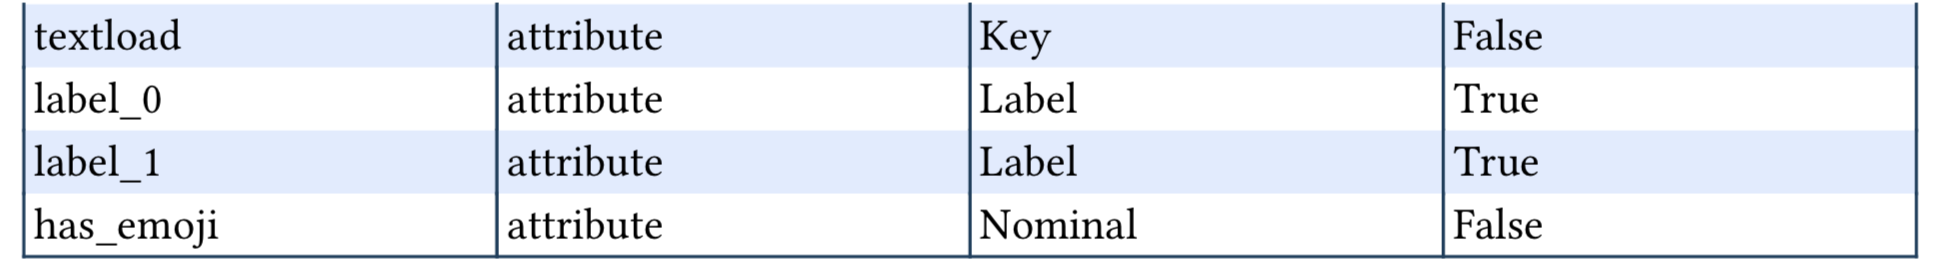 textload attribute Key False
label_0 attribute Label True
label_1 attribute Label True
has_emoji attribute Nominal False